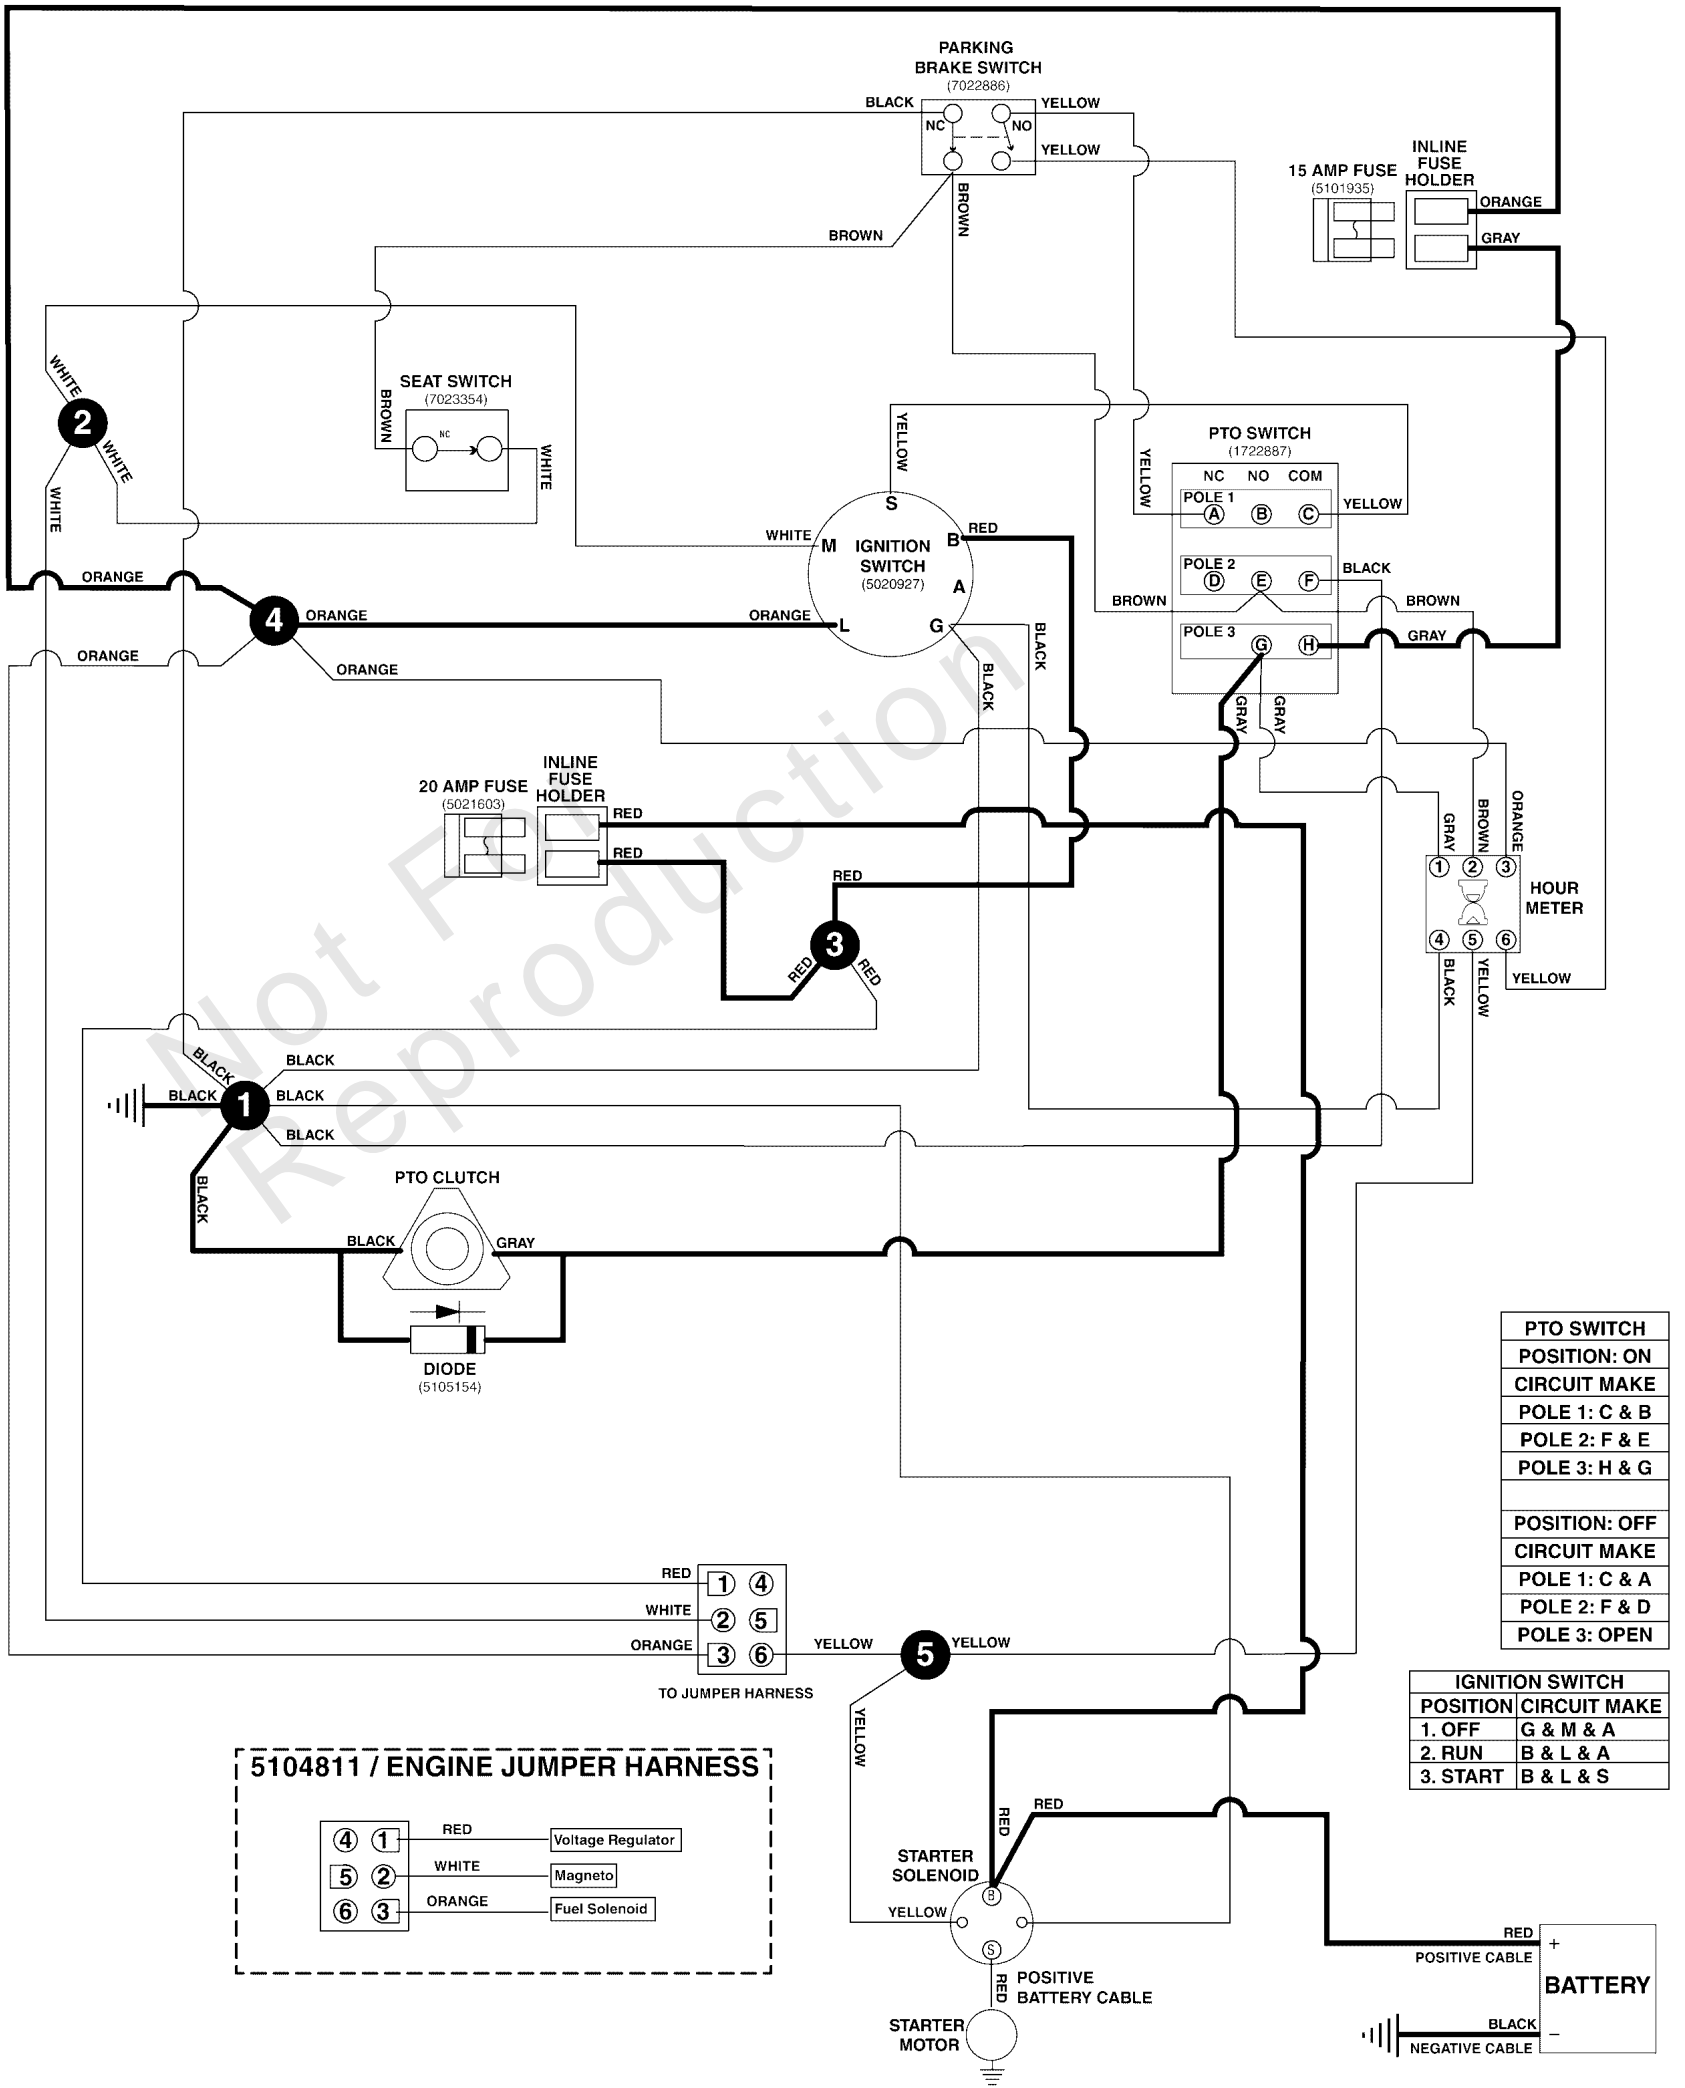 PARKING
BRAKE SWITCH
(7022886)
BLACK
YELLOW
NC
NO
YELLOW
BROWN
BROWN
15 AMP FUSE
(5101935)
INLINE
FUSE
HOLDER
ORANGE
GRAY
WHITE
2
WHITE
WHITE
SEAT SWITCH
(7023354)
BROWN
NC
WHITE
YELLOW
S
WHITE
M
IGNITION
SWITCH
(5020927)
B
RED
A
ORANGE
L
G
BLACK
BLACK
PTO SWITCH
(1722887)
NC NO COM
YELLOW
POLE 1
A B C
YELLOW
POLE 2
D E F
BLACK
BROWN
BROWN
POLE 3
G H
GRAY
GRAY
GRAY
ORANGE
4
ORANGE
ORANGE
ORANGE
20 AMP FUSE
(5021603)
INLINE
FUSE
HOLDER
RED
RED
RED
3
RED
RED
GRAY
BROWN
ORANGE
1 2 3
HOUR
METER
4 5 6
BLACK
YELLOW
YELLOW
Not For
Reproduction
BLACK
BLACK
BLACK
1
BLACK
BLACK
BLACK
PTO CLUTCH
BLACK
GRAY
DIODE
(5105154)
PTO SWITCH
POSITION: ON
CIRCUIT MAKE
POLE 1: C & B
POLE 2: F & E
POLE 3: H & G
POSITION: OFF
CIRCUIT MAKE
POLE 1: C & A
POLE 2: F & D
POLE 3: OPEN
RED
1 4
WHITE
2 5
ORANGE
3 6
YELLOW
5
YELLOW
TO JUMPER HARNESS
YELLOW
IGNITION SWITCH
POSITION CIRCUIT MAKE
1. OFF G & M & A
2. RUN B & L & A
3. START B & L & S
5104811 / ENGINE JUMPER HARNESS
4 1
RED
Voltage Regulator
5 2
WHITE
Magneto
6 3
ORANGE
Fuel Solenoid
RED
RED
STARTER
SOLENOID
B
YELLOW
S
RED
POSITIVE
BATTERY CABLE
STARTER
MOTOR
RED
+
POSITIVE CABLE
BATTERY
BLACK
−
NEGATIVE CABLE